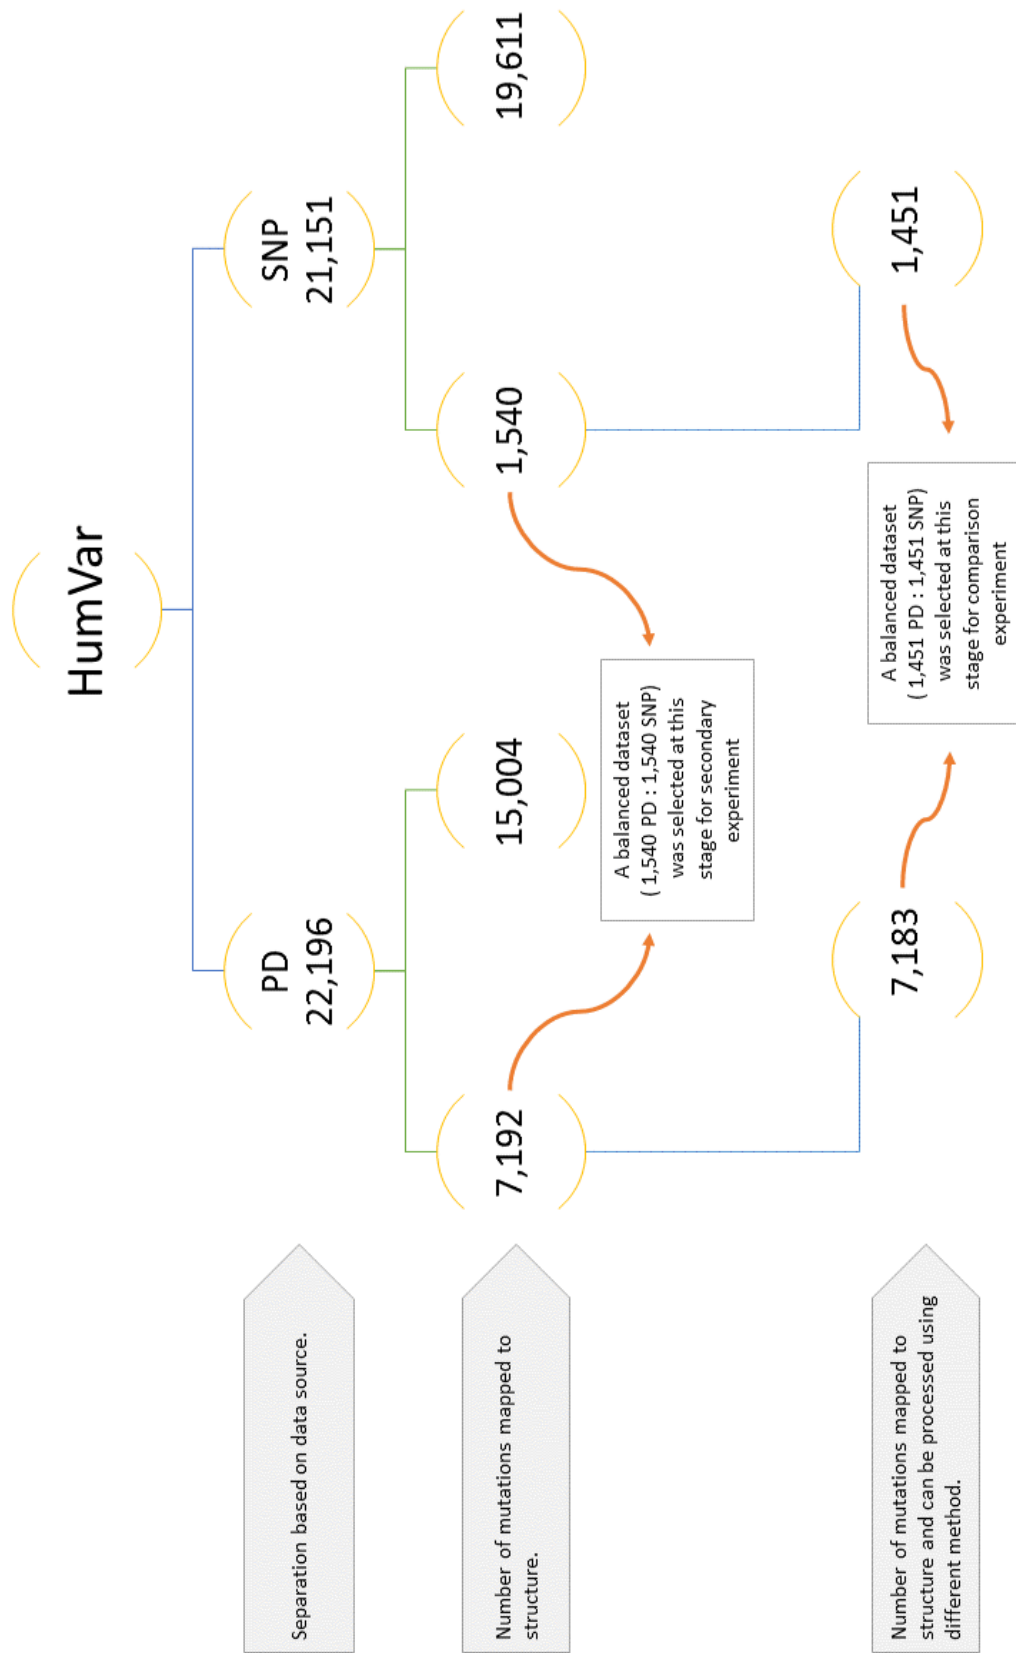 HumVar
Separation based on data source.
PD
22,196
SNP
21,151
Number of mutations mapped to
structure.
7,192
15,004
1,540
19,611
A balanced dataset
( 1,540 PD : 1,540 SNP)
was selected at this
stage for secondary
experiment
Number of mutations mapped to
structure and can be processed using
different method.
7,183
A balanced dataset
( 1,451 PD : 1,451 SNP)
was selected at this
stage for comparison
experiment
1,451